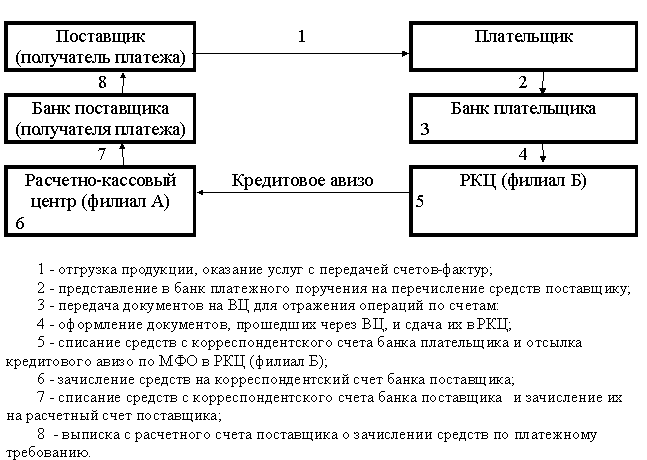 Поставщик
(получатель платежа)
1
Плательщик
8
2
Банк поставщика
(получателя платежа)
Банк плательщика
3
7
4
Расчетно-кассовый
центр (филиал А)
6
Кредитовое авизо
РКЦ (филиал Б)
5
1 - отгрузка продукции, оказание услуг с передачей счетов-фактур;
2 - представление в банк платежного поручения на перечисление средств поставщику;
3 - передача документов на ВЦ для отражения операций по счетам:
4 - оформление документов, прошедших через ВЦ, и сдача их в РКЦ;
5 - списание средств с корреспондентского счета банка плательщика и отсылка
кредитового авизо по МФО в РКЦ (филиал Б);
6 - зачисление средств на корреспондентский счет банка поставщика;
7 - списание средств с корреспондентского счета банка поставщика и зачисление их
на расчетный счет поставщика;
8 - выписка с расчетного счета поставщика о зачислении средств по платежному
требованию.